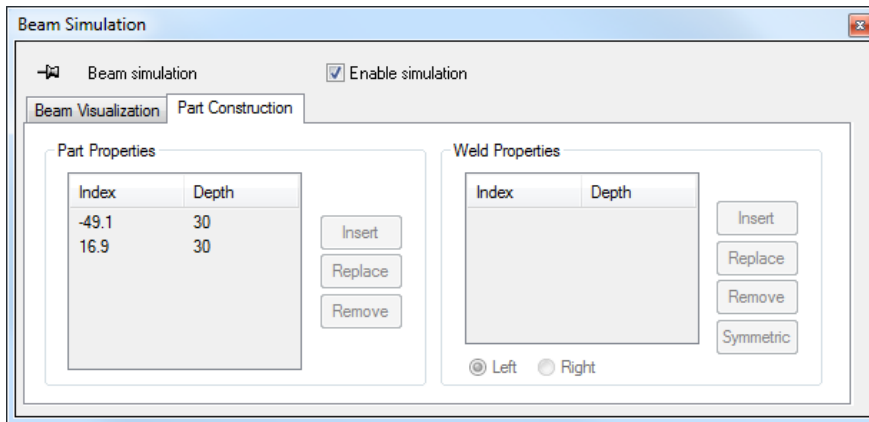 Beam Simulation
Beam simulation
Enable simulation
Beam Visualization
Part Construction
Part Properties
Index Depth
-49.1 30
16.9 30
Insert
Replace
Remove
Weld Properties
Index Depth
Insert
Replace
Remove
Symmetric
Left
Right